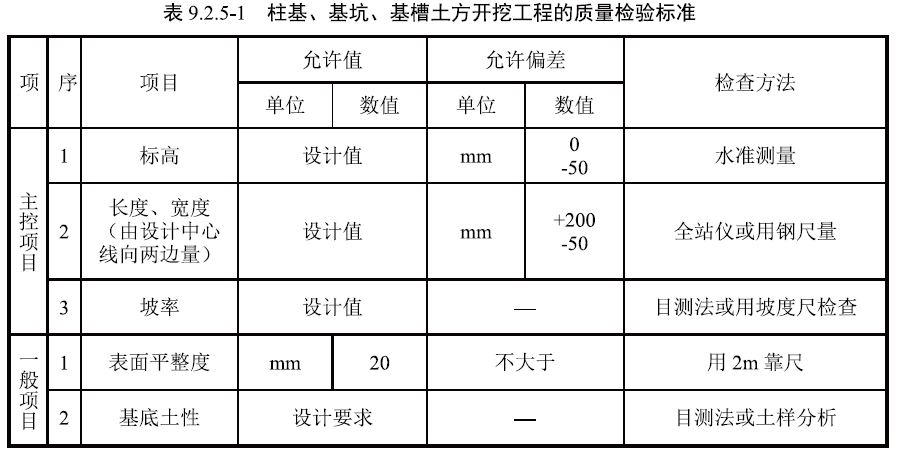 表 9.2.5-1 柱基、基坑、基槽土方开挖工程的质量检验标准
项 序 项目 允许值 允许偏差 检查方法
单位 数值 单位 数值
主控项目
1 标高 设计值 mm 0
-50 水准测量
2 长度、宽度
（由设计中心
线向两边量） 设计值 mm +200
-50 全站仪或用钢尺量
3 坡率 设计值 — 目测法或用坡度尺检查
一般项目
1 表面平整度 mm 20 不大于 用 2m 靠尺
2 基底土性 设计要求 — 目测法或土样分析